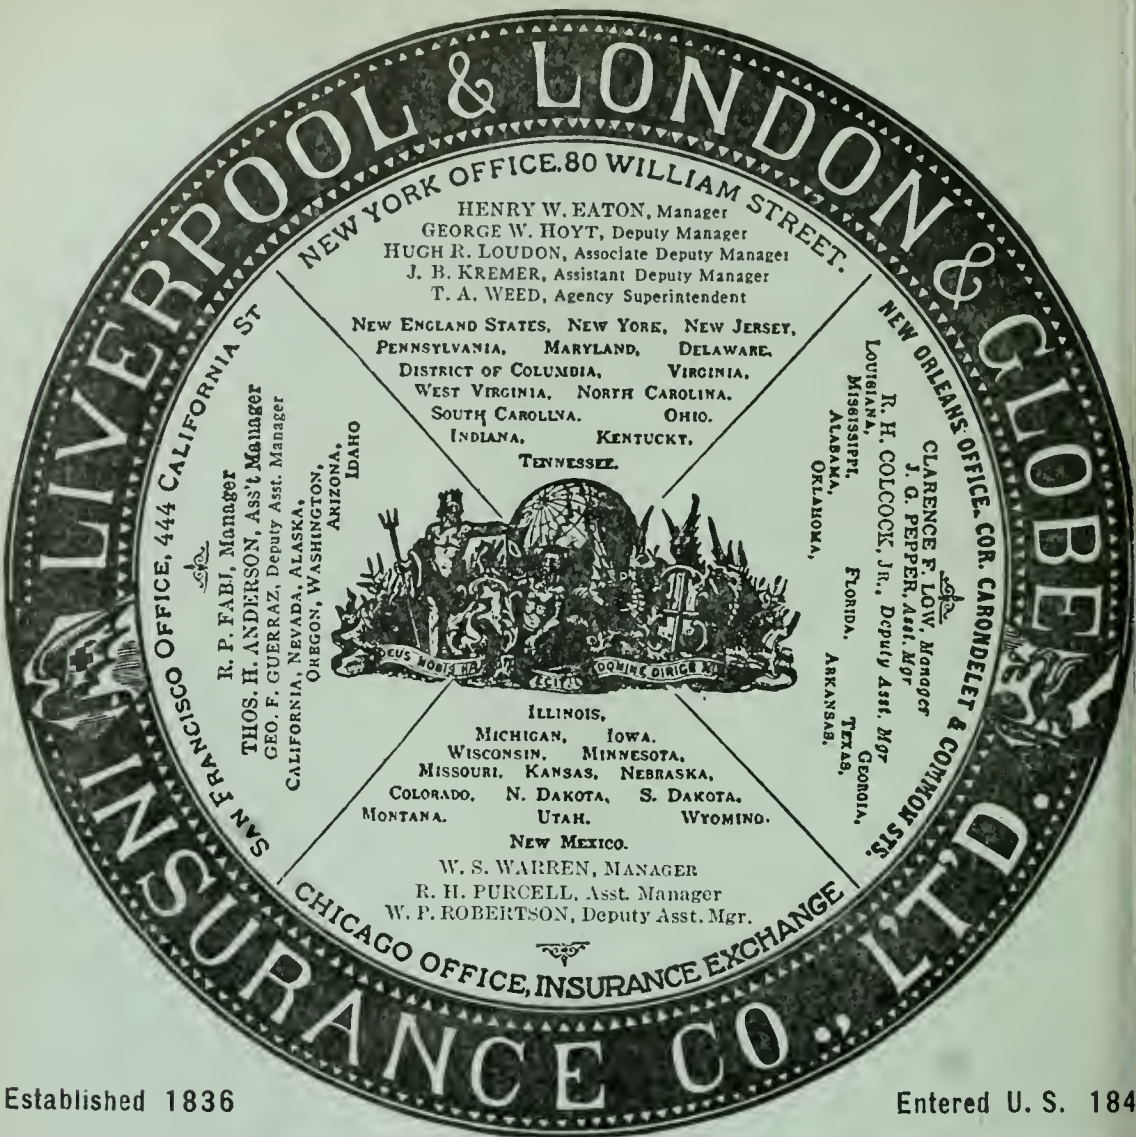 LIVERPOOL & LONDON & GLOBE
INSURANCE CO., L'T'D.
NEW YORK OFFICE. 80 WILLIAM STREET.
HENRY W. EATON, Manager
GEORGE W. HOYT, Deputy Manager
HUGH R. LOUDON, Associate Deputy Manager
J. B. KREMER, Assistant Deputy Manager
T. A. WEED, Agency Superintendent
NEW ENGLAND STATES, NEW YORK, NEW JERSEY,
PENNSYLVANIA, MARYLAND, DELAWARE,
DISTRICT OF COLUMBIA, VIRGINIA,
WEST VIRGINIA, NORTH CAROLINA.
SOUTH CAROLINA. OHIO.
INDIANA, KENTUCKY.
TENNESSEE.
SAN FRANCISCO OFFICE, 444 CALIFORNIA ST
R. P. FABJ, Manager
THOS. H. ANDERSON, Ass't Manager
GEO. F. GUERRAZ, Deputy Asst. Manager
CALIFORNIA, NEVADA, ALASKA,
OREGON, WASHINGTON,
ARIZONA,
IDAHO
NEW ORLEANS OFFICE, COR. CARONDELET & COMMON STS.
CLARENCE F. LOW, Manager
J. G. PEPPER, Asst. Mgr
R. H. COLCOCK, JR., Deputy Asst. Mgr
LOUISIANA, GEORGIA,
MISSISSIPPI, TEXAS,
ALABAMA, FLORIDA, ARKANSAS,
OKLAHOMA,
DEUS NOBIS HÆC
DOMINE DIRIGE
ILLINOIS,
MICHIGAN, IOWA.
WISCONSIN, MINNESOTA,
MISSOURI, KANSAS, NEBRASKA,
COLORADO, N. DAKOTA, S. DAKOTA,
MONTANA. UTAH. WYOMING.
NEW MEXICO.
W. S. WARREN, MANAGER
R. H. PURCELL, Asst. Manager
W. P. ROBERTSON, Deputy Asst. Mgr.
CHICAGO OFFICE, INSURANCE EXCHANGE
Established 1836
Entered U. S. 184